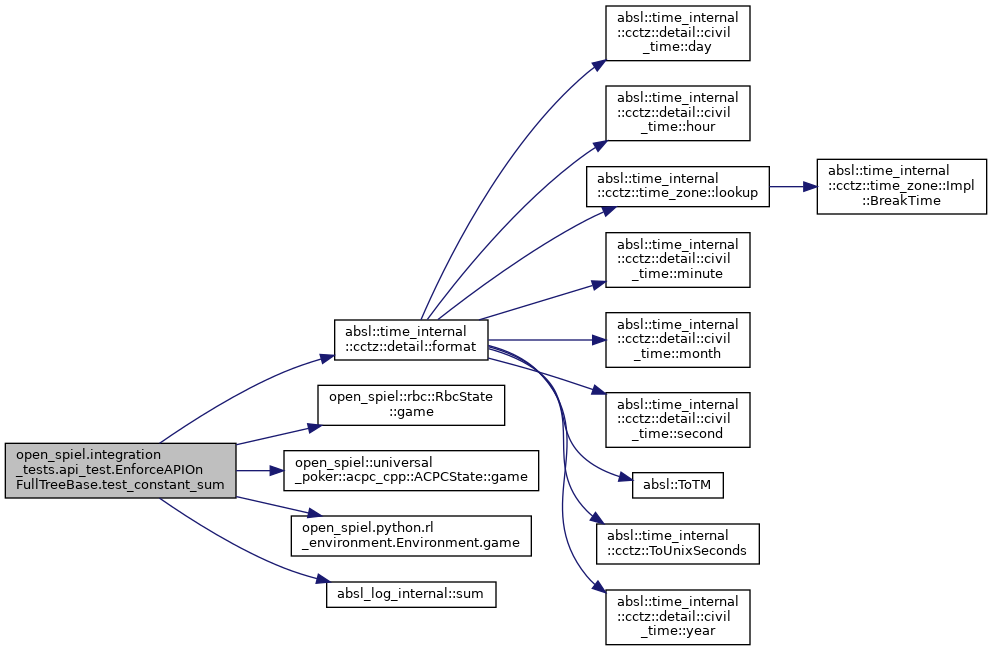 absl::time_internal
::cctz::detail::civil
_time::day
absl::time_internal
::cctz::detail::civil
_time::hour
absl::time_internal
::cctz::time_zone::lookup
absl::time_internal
::cctz::time_zone::Impl
::BreakTime
absl::time_internal
::cctz::detail::civil
_time::minute
absl::time_internal
::cctz::detail::format
absl::time_internal
::cctz::detail::civil
_time::month
open_spiel::rbc::RbcState
::game
absl::time_internal
::cctz::detail::civil
_time::second
open_spiel.integration
_tests.api_test.EnforceAPIOn
FullTreeBase.test_constant_sum
open_spiel::universal
_poker::acpc_cpp::ACPCState::game
absl::ToTM
open_spiel.python.rl
_environment.Environment.game
absl::time_internal
::cctz::ToUnixSeconds
absl_log_internal::sum
absl::time_internal
::cctz::detail::civil
_time::year